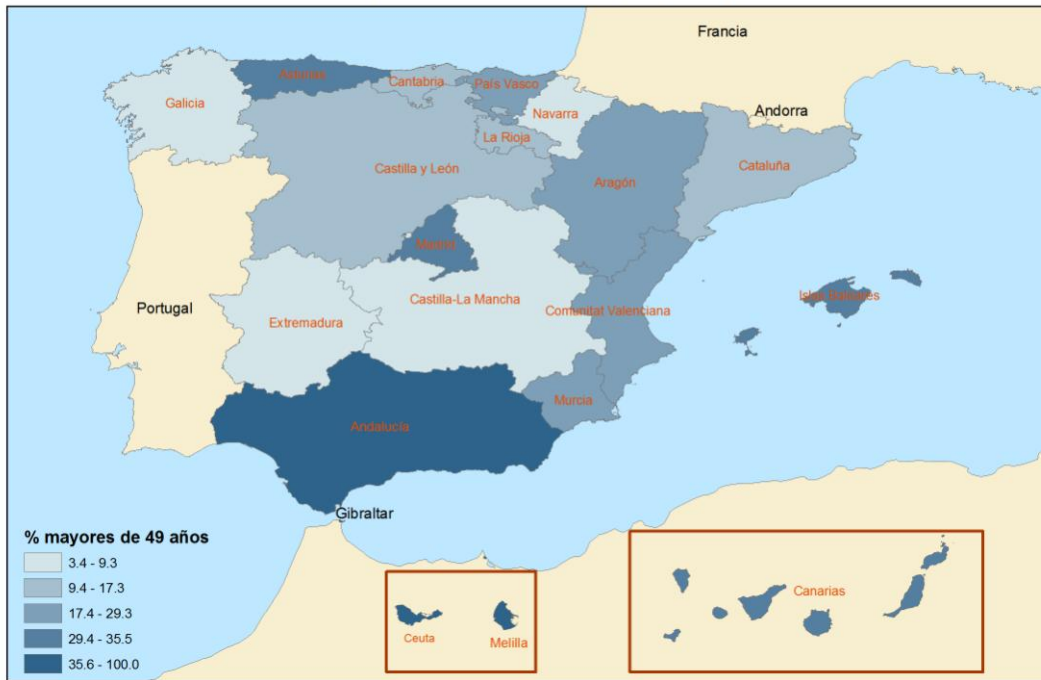 Francia
Asturias
Cantabria
País Vasco
Galicia
Navarra
Andorra
La Rioja
Castilla y León
Cataluña
Aragón
Madrid
Islas Baleares
Castilla-La Mancha
Portugal
Comunitat Valenciana
Extremadura
Murcia
Andalucía
Gibraltar
% mayores de 49 años
3.4 - 9.3
9.4 - 17.3
17.4 - 29.3
29.4 - 35.5
35.6 - 100.0
Canarias
Ceuta
Melilla